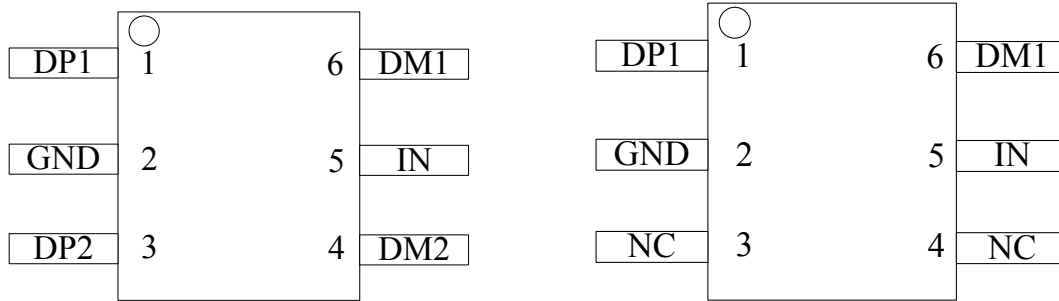 DP1 1 6 DM1
GND 2 5 IN
DP2 3 4 DM2
DP1 1 6 DM1
GND 2 5 IN
NC 3 4 NC